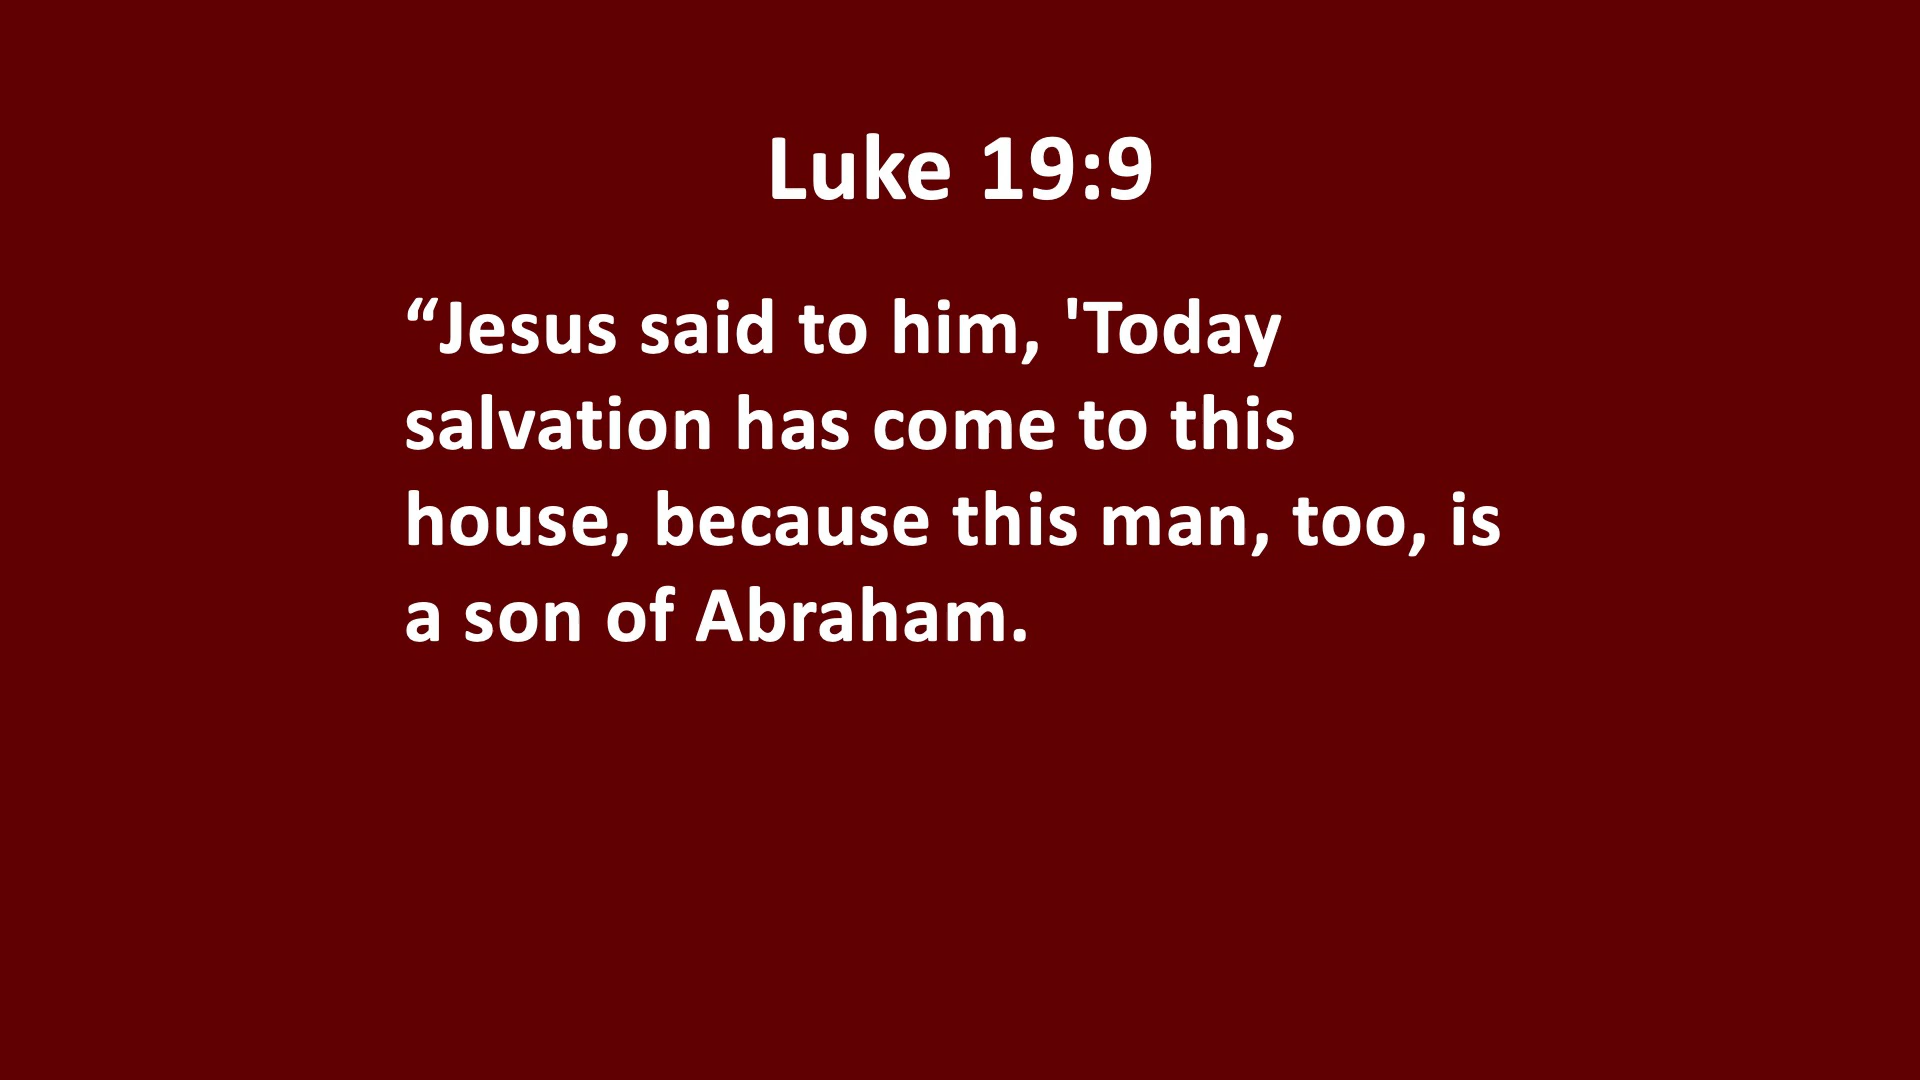 Luke 19:9
“Jesus said to him, 'Today
salvation has come to this
house, because this man, too, is
a son of Abraham.